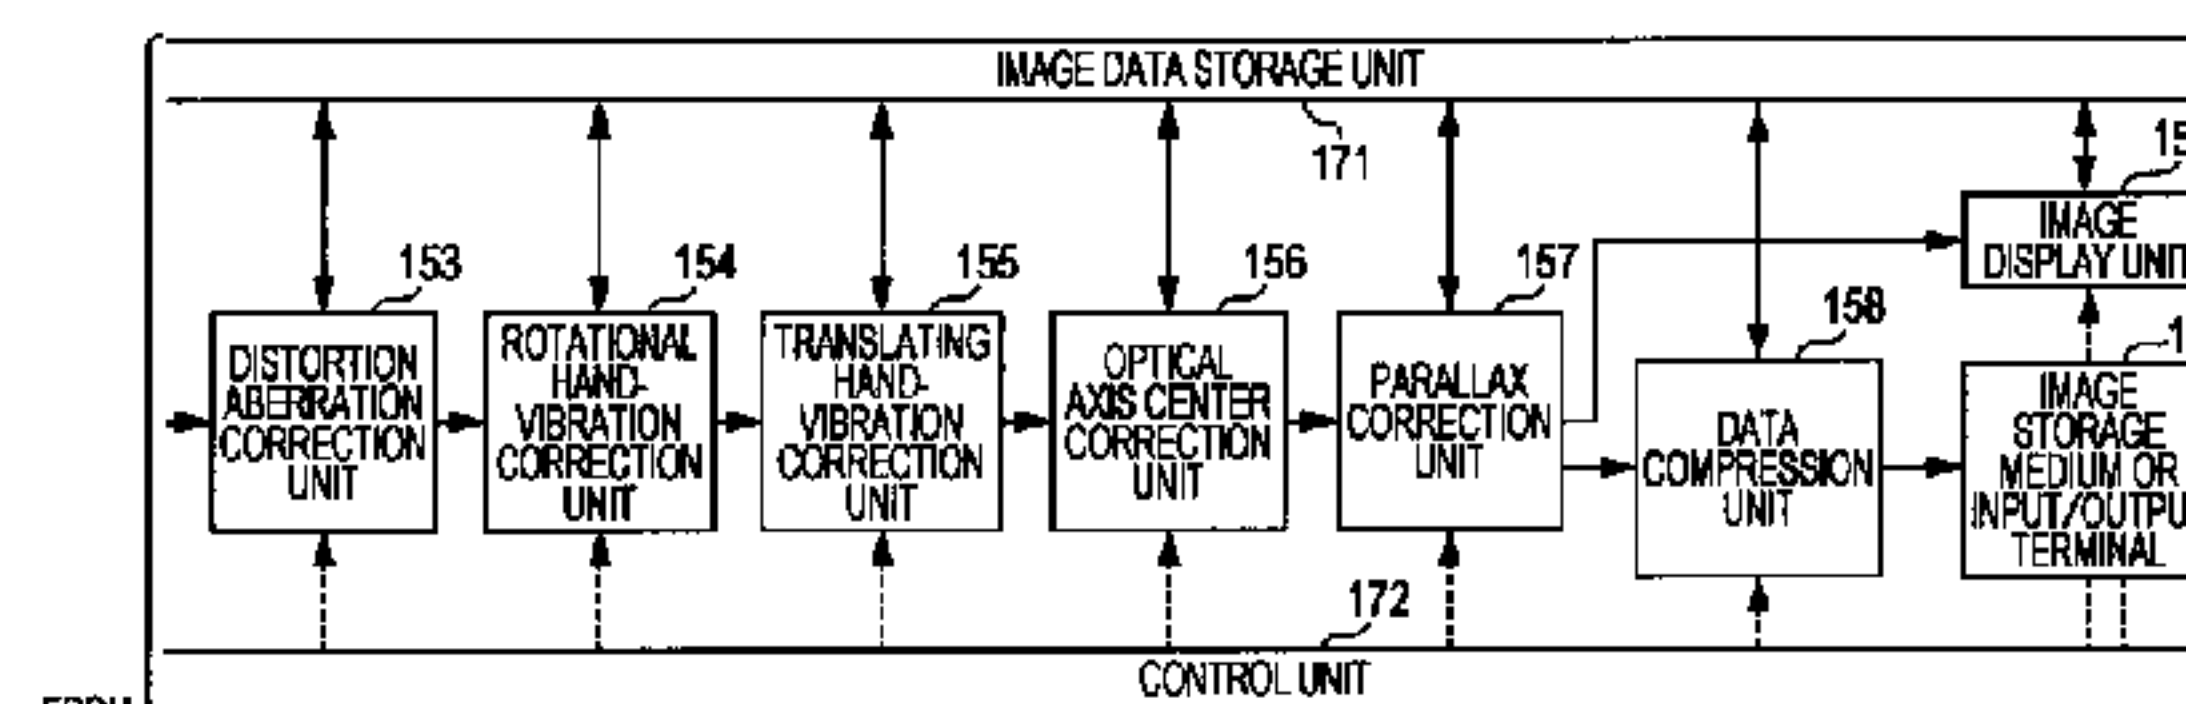 IMAGE DATA STORAGE UNIT
171
153
154
155
156
157
158
DISTORTION
ABERRATION
CORRECTION
UNIT
ROTATIONAL
HAND-
VIBRATION
CORRECTION
UNIT
TRANSLATING
HAND-
VIBRATION
CORRECTION
UNIT
OPTICAL
AXIS CENTER
CORRECTION
UNIT
PARALLAX
CORRECTION
UNIT
DATA
COMPRESSION
UNIT
IMAGE
DISPLAY UNIT
IMAGE
STORAGE
MEDIUM OR
INPUT/OUTPU
TERMINAL
172
CONTROL UNIT